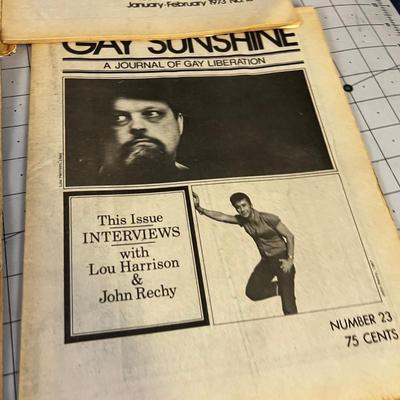 January-February 1973 No.
GAY SUNSHINE
A JOURNAL OF GAY LIBERATION
This Issue
INTERVIEWS
with
Lou Harrison
&
John Rechy
NUMBER 23
75 CENTS